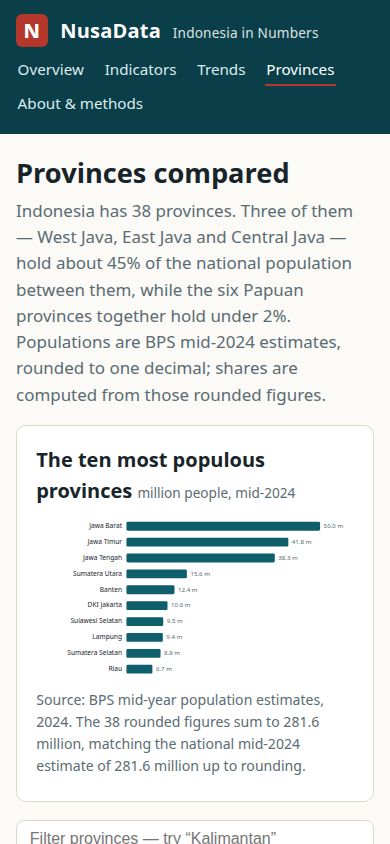 N NusaData Indonesia in Numbers
Overview Indicators Trends Provinces
About & methods
Provinces compared
Indonesia has 38 provinces. Three of them
— West Java, East Java and Central Java —
hold about 45% of the national population
between them, while the six Papuan
provinces together hold under 2%.
Populations are BPS mid-2024 estimates,
rounded to one decimal; shares are
computed from those rounded figures.
The ten most populous
provinces million people, mid-2024
Jawa Barat 50.0 m
Jawa Timur 41.8 m
Jawa Tengah 38.3 m
Sumatera Utara 15.6 m
Banten 12.4 m
DKI Jakarta 10.6 m
Sulawesi Selatan 9.5 m
Lampung 9.4 m
Sumatera Selatan 8.8 m
Riau 6.7 m
Source: BPS mid-year population estimates,
2024. The 38 rounded figures sum to 281.6
million, matching the national mid-2024
estimate of 281.6 million up to rounding.
Filter provinces — try “Kalimantan”